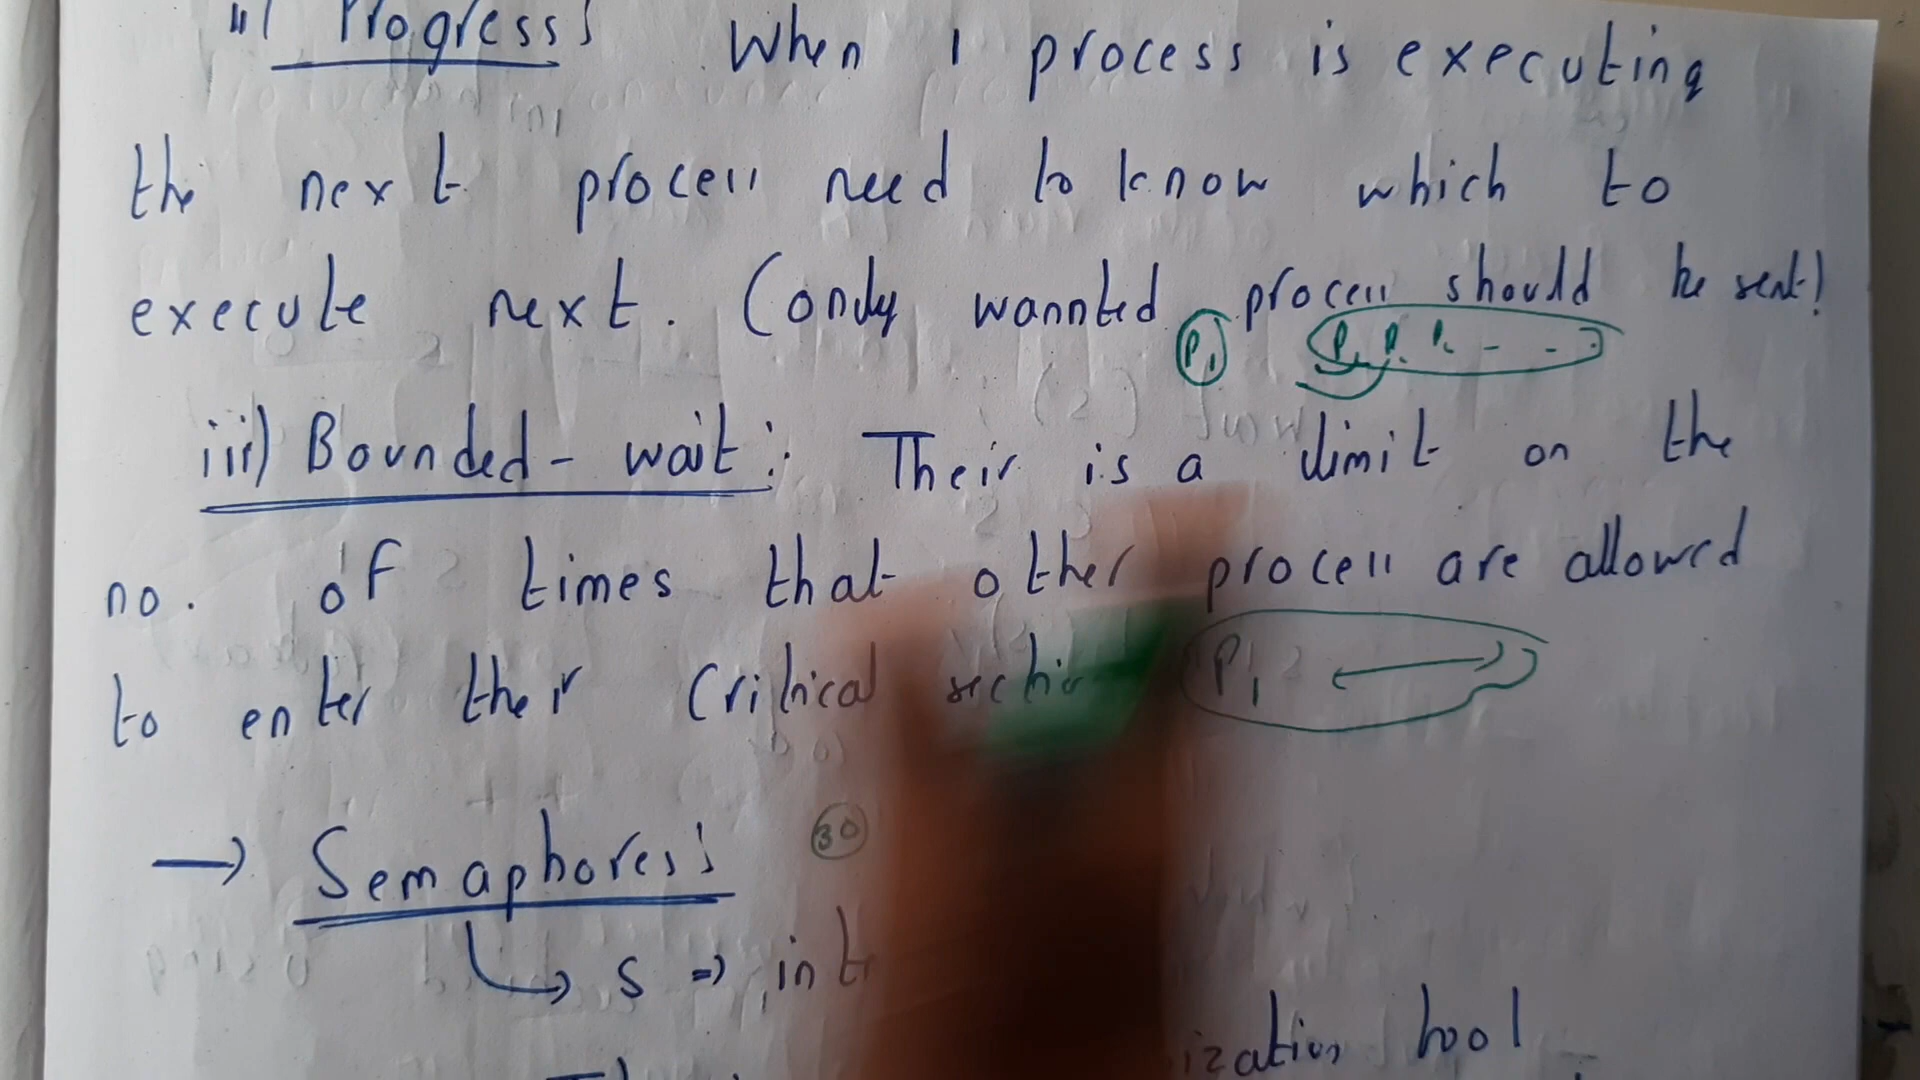 ii) Progress: When 1 process is executing
the next process need to know which to
execute next. (only wannted process should be sent)
P1 P2 P3
iii) Bounded-wait: Their is a limit on the
no. of times that other process are allowed
to enter their critical section P1
→ Semaphores: 30
↳ S => int
ization tool